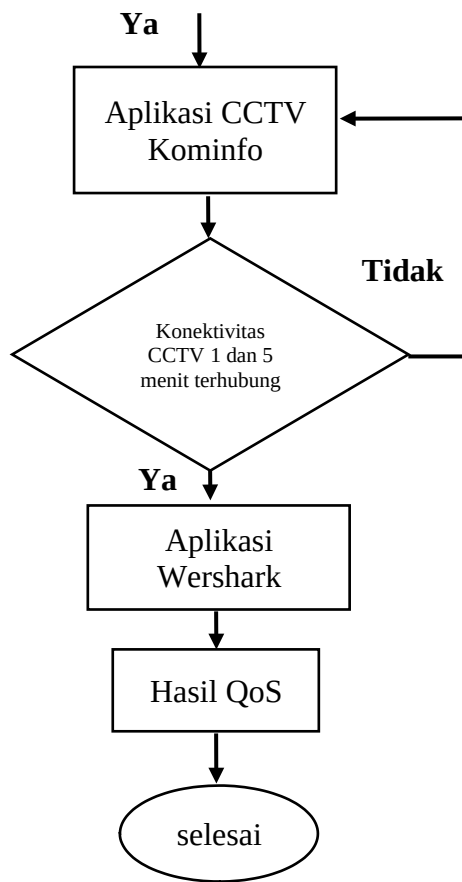 Ya
Aplikasi CCTV
Kominfo
Tidak
Konektivitas
CCTV 1 dan 5
menit terhubung
Ya
Aplikasi
Wershark
Hasil QoS
selesai